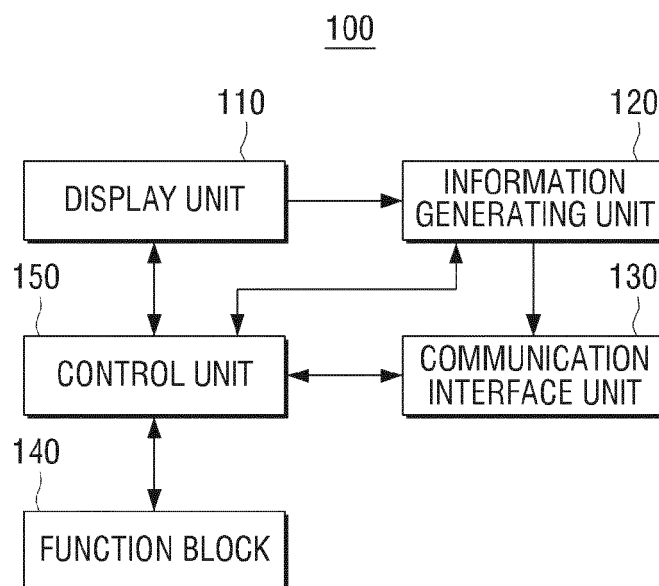 100
110
120
DISPLAY UNIT
INFORMATION
GENERATING UNIT
150
130
CONTROL UNIT
COMMUNICATION
INTERFACE UNIT
140
FUNCTION BLOCK